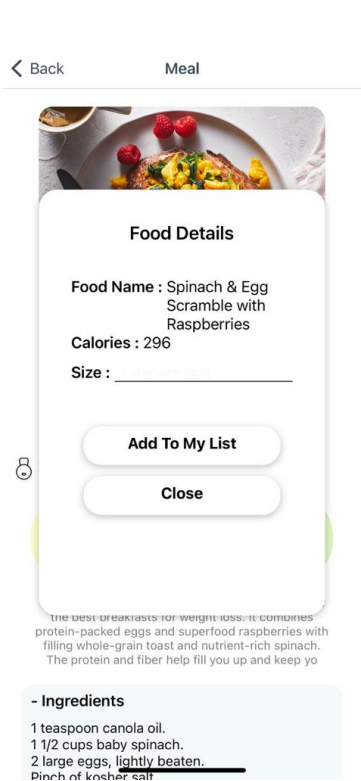 Back
Meal
Food Details
Food Name : Spinach & Egg
Scramble with
Raspberries
Calories : 296
Size :
Add To My List
Close
the best breakfasts for weight loss. It combines
protein-packed eggs and superfood raspberries with
filling whole-grain toast and nutrient-rich spinach.
The protein and fiber help fill you up and keep yo
- Ingredients
1 teaspoon canola oil.
1 1/2 cups baby spinach.
2 large eggs, lightly beaten.
Pinch of kosher salt